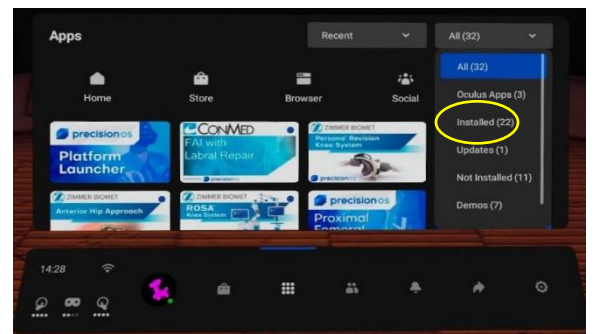 Apps
Recent
All (32)
All (32)
Oculus Apps (3)
Installed (22)
Updates (1)
Not Installed (11)
Demos (7)
Home
Store
Browser
Social
precisionos
Platform
Launcher
CONMED
FAI with
Labral Repair
ZIMMER BIOMET
Persona Revision
Knee System
precisionos
ZIMMER BIOMET
Anterior Hip Approach
ZIMMER BIOMET
ROSA
Knee System
precisionos
Proximal
Femoral
14:28